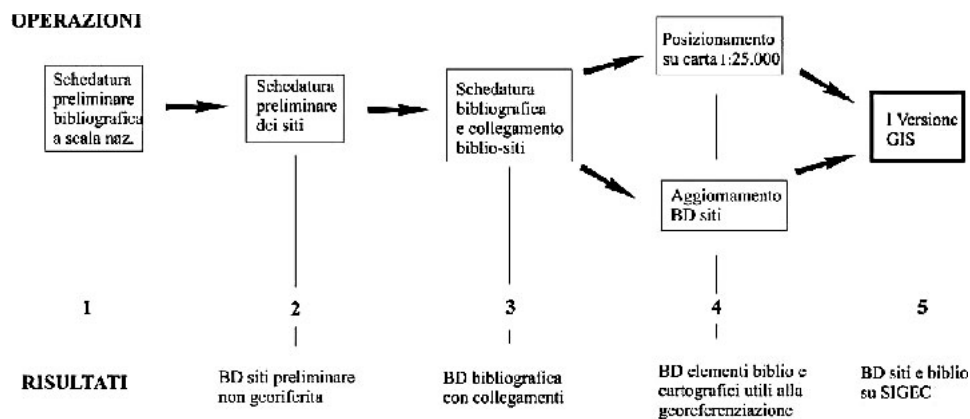 OPERAZIONI
Schedatura
preliminare
bibliografica
a scala naz.
Schedatura
preliminare
dei siti
Schedatura
bibliografica
e collegamento
biblio-siti
Posizionamento
su carta 1:25.000
Aggiornamento
BD siti
I Versione
GIS
1
2
3
4
5
RISULTATI
BD siti preliminare
non georiferita
BD bibliografica
con collegamenti
BD elementi biblio e
cartografici utili alla
georeferenziazione
BD siti e biblio
su SIGEC